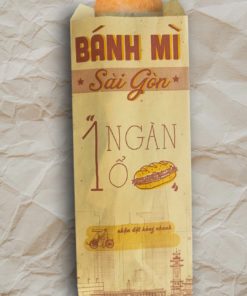 BÁNH MÌ
Sài Gòn
"1 NGÀN
Ổ"
nhận đặt hàng nhanh